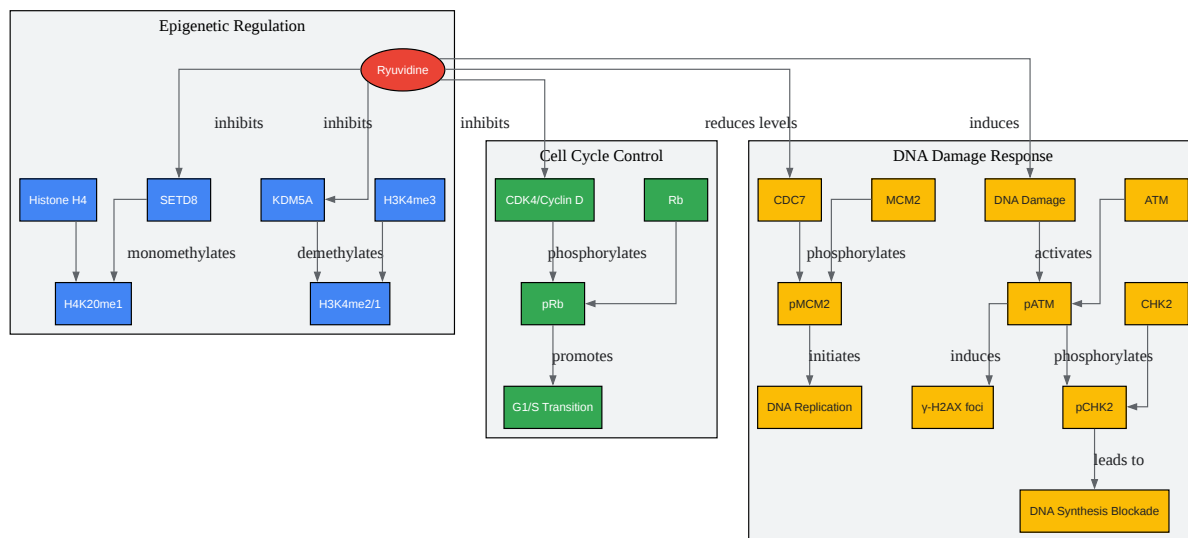 Epigenetic Regulation
Ryuvidine
inhibits
inhibits
inhibits
reduces levels
induces
Cell Cycle Control
DNA Damage Response
Histone H4
SETD8
KDM5A
H3K4me3
CDK4/Cyclin D
Rb
CDC7
MCM2
DNA Damage
ATM
monomethylates
demethylates
phosphorylates
phosphorylates
activates
H4K20me1
H3K4me2/1
pRb
pMCM2
pATM
CHK2
promotes
initiates
induces
phosphorylates
G1/S Transition
DNA Replication
γ-H2AX foci
pCHK2
leads to
DNA Synthesis Blockade